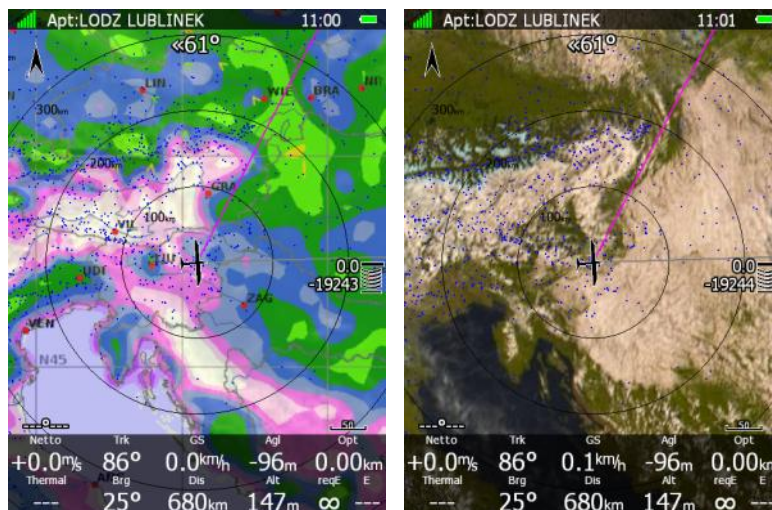 Apt:LODZ LUBLINEK 11:00
«61°
LIN
WIE BRA
300km
200km
GRA
100km
VIL
LJU
UDI
0.0
-19243
ZAG
VEN
N45
---°---
50
Netto Trk GS Agl Opt
+0.0m/s 86° 0.0km/h -96m 0.00km
Thermal Brg Dis Alt reqE E
--- 25° 680km 147m ∞ ---
Apt:LODZ LUBLINEK 11:01
«61°
300km
200km
100km
0.0
-19244
---°---
50
Netto Trk GS Agl Opt
+0.0m/s 86° 0.1km/h -96m 0.00km
Thermal Brg Dis Alt reqE E
--- 25° 680km 147m ∞ ---